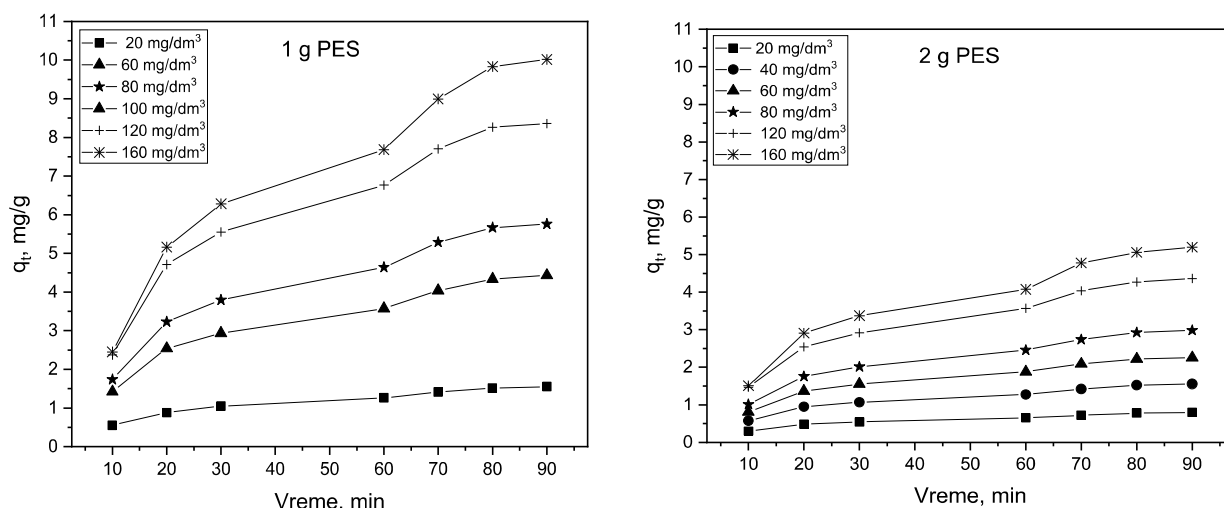 1 g PES
20 mg/dm³
60 mg/dm³
80 mg/dm³
100 mg/dm³
120 mg/dm³
160 mg/dm³
11
10
9
8
7
6
5
4
3
2
1
0
qₜ, mg/g
10 20 30 40 50 60 70 80 90
Vreme, min
2 g PES
20 mg/dm³
40 mg/dm³
60 mg/dm³
80 mg/dm³
120 mg/dm³
160 mg/dm³
11
10
9
8
7
6
5
4
3
2
1
0
qₜ, mg/g
10 20 30 40 50 60 70 80 90
Vreme, min